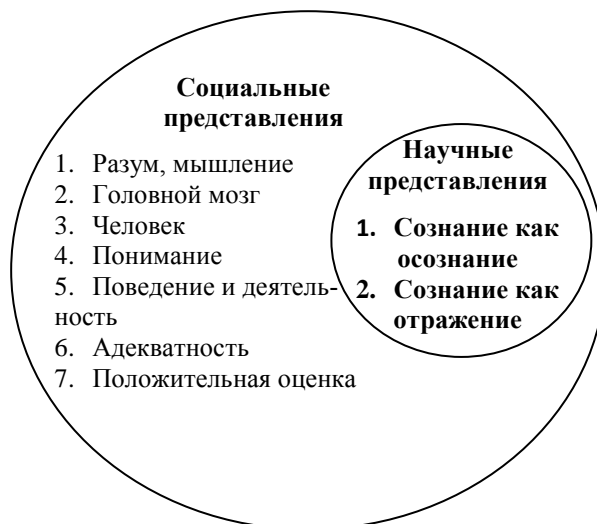 Социальные
представления
1. Разум, мышление
2. Головной мозг
3. Человек
4. Понимание
5. Поведение и деятель-
ность
6. Адекватность
7. Положительная оценка
Научные
представления
1. Сознание как
осознание
2. Сознание как
отражение